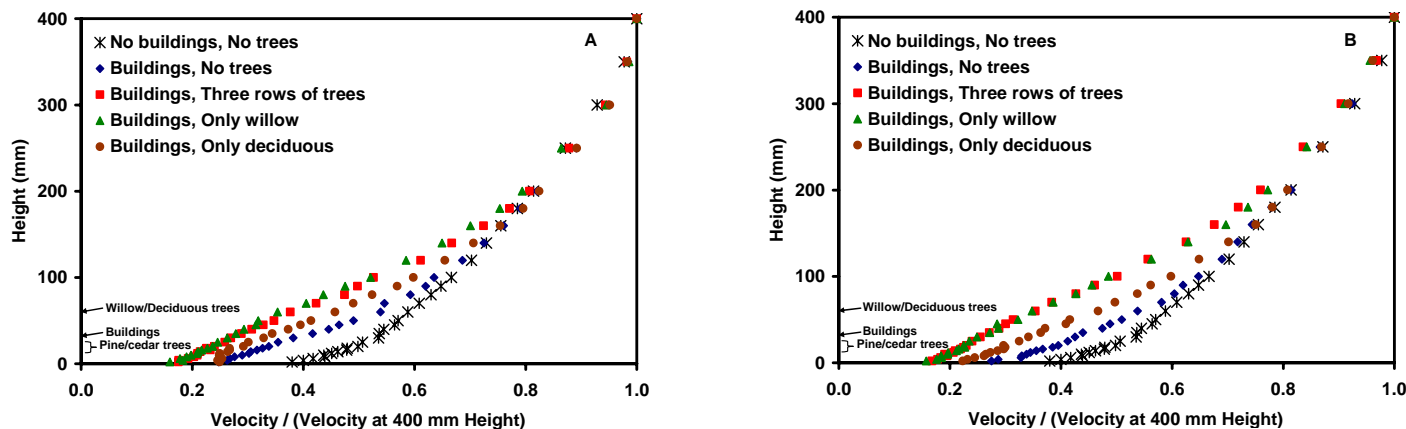 A
No buildings, No trees
Buildings, No trees
Buildings, Three rows of trees
Buildings, Only willow
Buildings, Only deciduous
Height (mm)
400
300
200
100
0
Willow/Deciduous trees
Buildings
Pine/cedar trees
0.0 0.2 0.4 0.6 0.8 1.0
Velocity / (Velocity at 400 mm Height)
B
No buildings, No trees
Buildings, No trees
Buildings, Three rows of trees
Buildings, Only willow
Buildings, Only deciduous
Height (mm)
400
300
200
100
0
Willow/Deciduous trees
Buildings
Pine/cedar trees
0.0 0.2 0.4 0.6 0.8 1.0
Velocity / (Velocity at 400 mm Height)